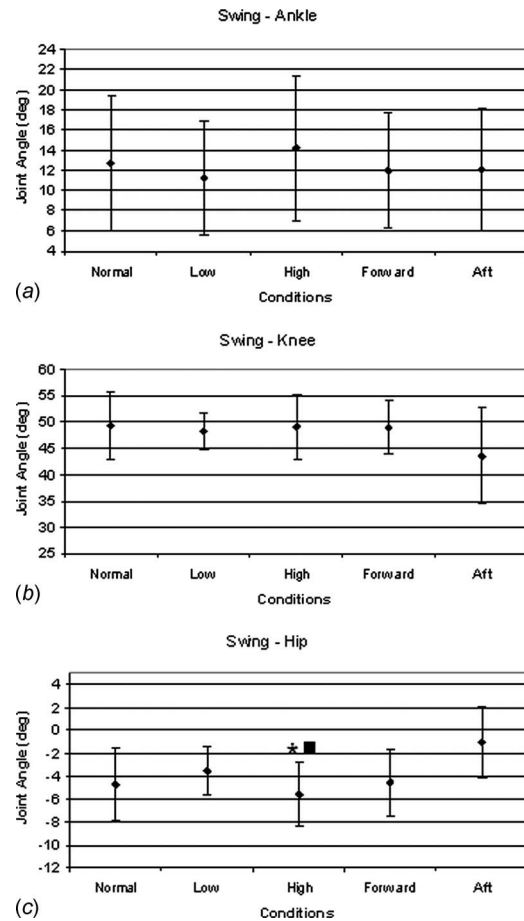 Swing - Ankle
24
22
20
18
16
14
12
10
8
6
4
Joint Angle (deg)
Normal Low High Forward Aft
Conditions
(a)
Swing - Knee
60
55
50
45
40
35
30
25
Joint Angle (deg)
Normal Low High Forward Aft
Conditions
(b)
Swing - Hip
4
2
0
-2
-4
-6
-8
-10
-12
Joint Angle (deg)
* ■
Normal Low High Forward Aft
Conditions
(c)